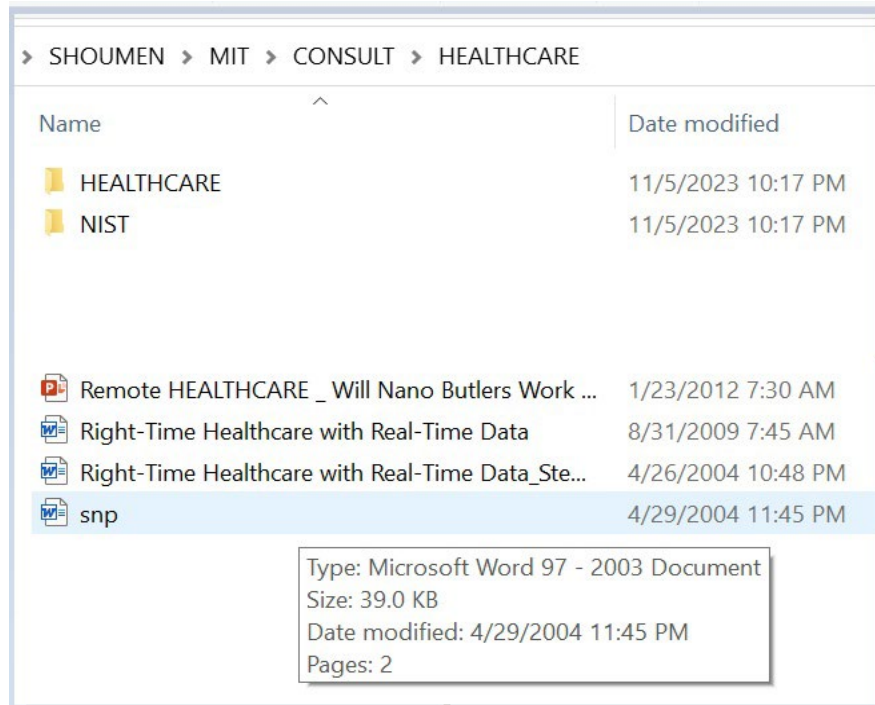 > SHOUMEN > MIT > CONSULT > HEALTHCARE
Name Date modified
HEALTHCARE 11/5/2023 10:17 PM
NIST 11/5/2023 10:17 PM
Remote HEALTHCARE _ Will Nano Butlers Work ... 1/23/2012 7:30 AM
Right-Time Healthcare with Real-Time Data 8/31/2009 7:45 AM
Right-Time Healthcare with Real-Time Data_Ste... 4/26/2004 10:48 PM
snp 4/29/2004 11:45 PM
Type: Microsoft Word 97 - 2003 Document
Size: 39.0 KB
Date modified: 4/29/2004 11:45 PM
Pages: 2